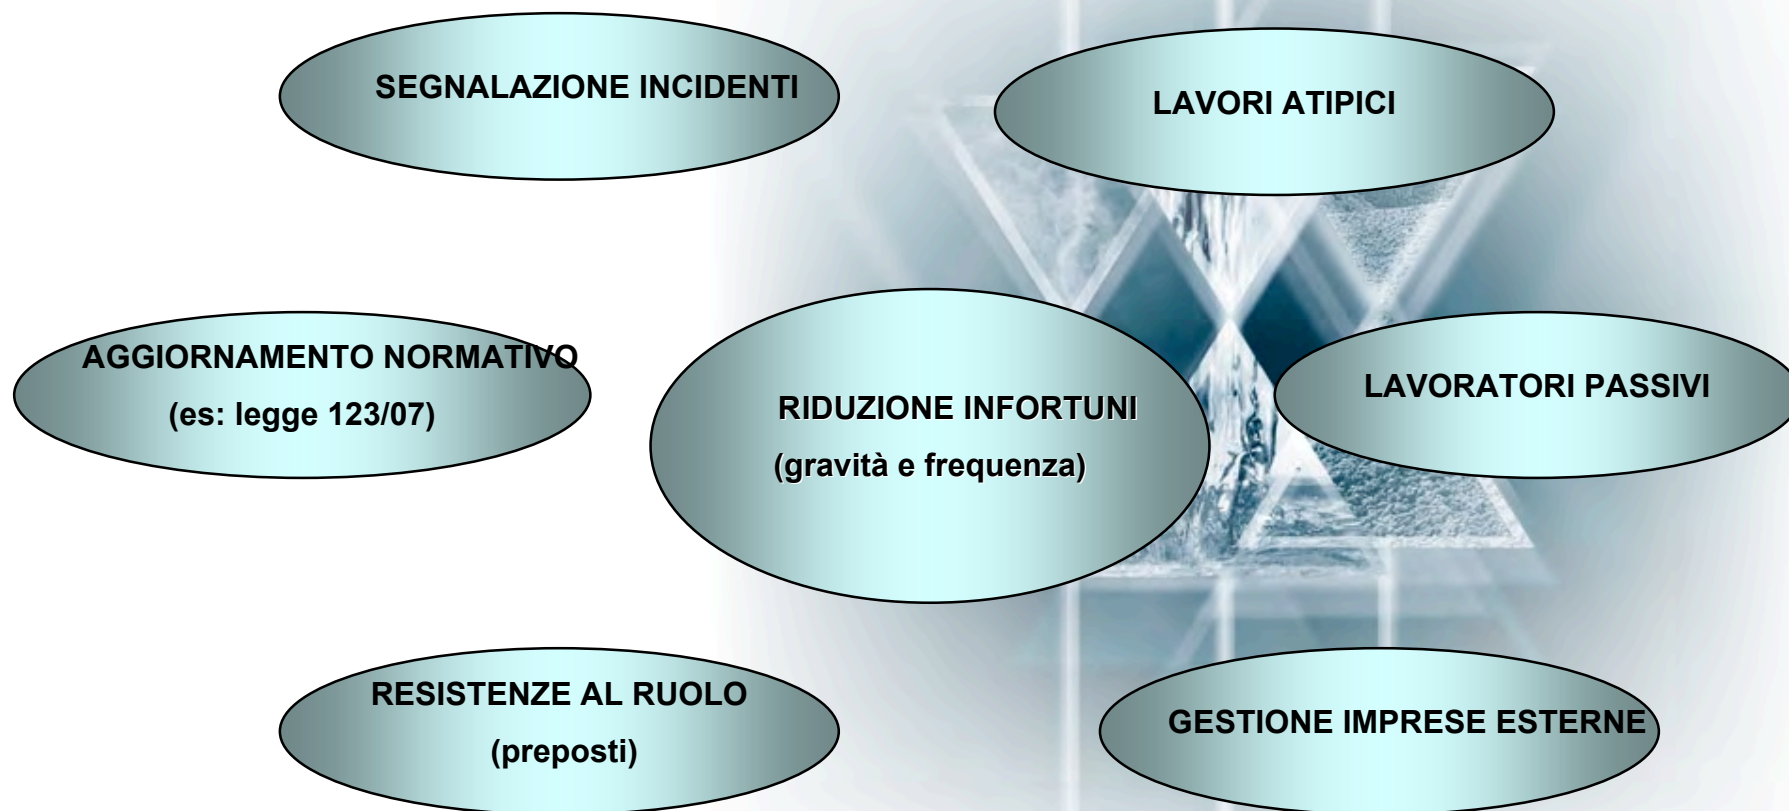 SEGNALAZIONE INCIDENTI
LAVORI ATIPICI
AGGIORNAMENTO NORMATIVO
(es: legge 123/07)
RIDUZIONE INFORTUNI
(gravità e frequenza)
LAVORATORI PASSIVI
RESISTENZE AL RUOLO
(preposti)
GESTIONE IMPRESE ESTERNE